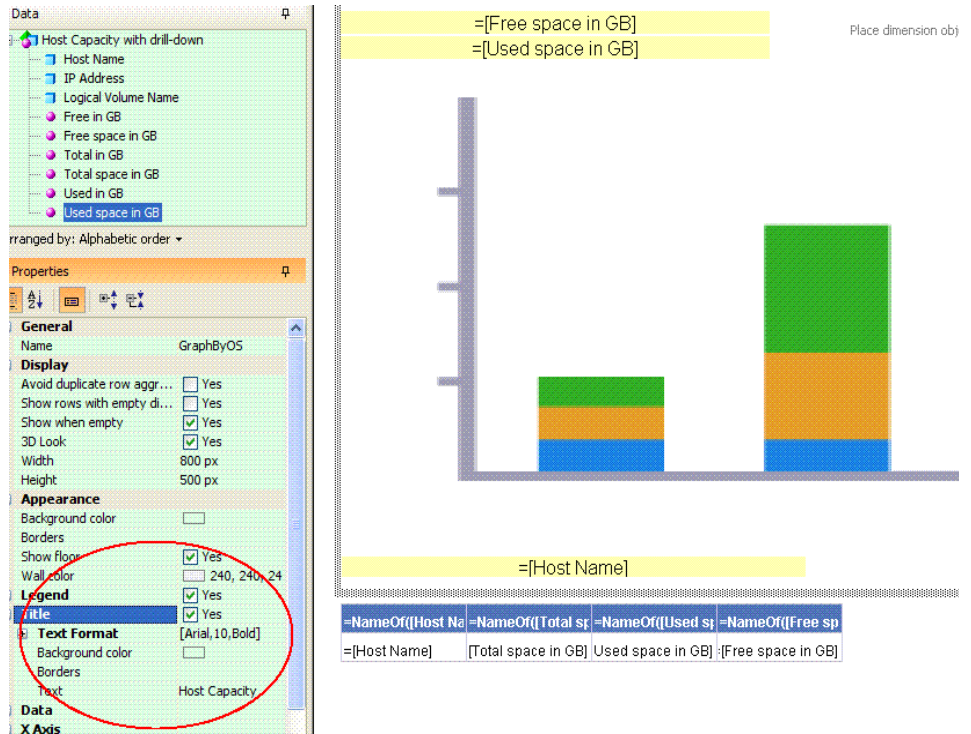 Data
Host Capacity with drill-down
Host Name
IP Address
Logical Volume Name
Free in GB
Free space in GB
Total in GB
Total space in GB
Used in GB
Used space in GB
rranged by: Alphabetic order
Properties
General
Name GraphByOS
Display
Avoid duplicate row aggr... Yes
Show rows with empty di... Yes
Show when empty Yes
3D Look Yes
Width 800 px
Height 500 px
Appearance
Background color
Borders
Show floor Yes
Wall color 240, 240, 24
Legend Yes
Title Yes
Text Format [Arial,10,Bold]
Background color
Borders
Text Host Capacity
Data
X Axis
=[Free space in GB]
=[Used space in GB]
Place dimension obj
=[Host Name]
=NameOf([Host Na =NameOf([Total sp =NameOf([Used sp =NameOf([Free sp
=[Host Name] [Total space in GB] Used space in GB] =[Free space in GB]